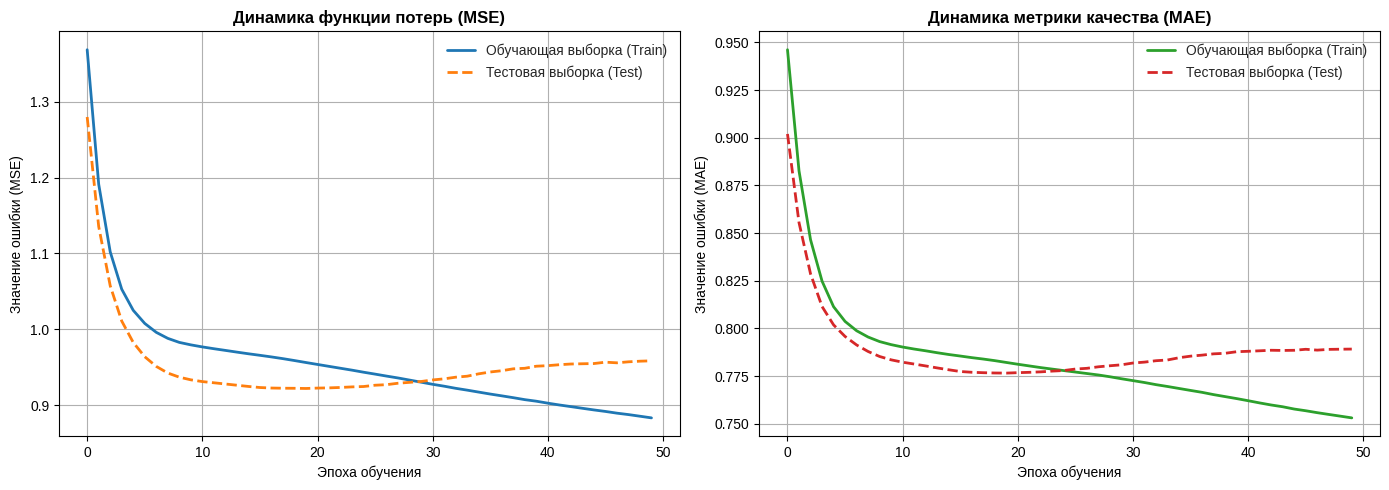 Динамика функции потерь (MSE)
Значение ошибки (MSE)
1.3
1.2
1.1
1.0
0.9
Обучающая выборка (Train)
Тестовая выборка (Test)
0 10 20 30 40 50
Эпоха обучения
Динамика метрики качества (MAE)
Значение ошибки (MAE)
0.950
0.925
0.900
0.875
0.850
0.825
0.800
0.775
0.750
Обучающая выборка (Train)
Тестовая выборка (Test)
0 10 20 30 40 50
Эпоха обучения